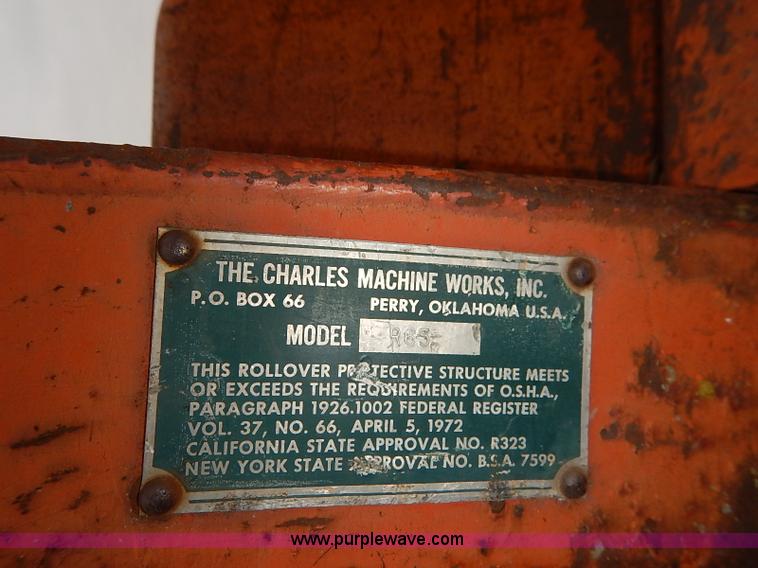 THE CHARLES MACHINE WORKS, INC.
P.O. BOX 66 PERRY, OKLAHOMA U.S.A.
MODEL R65
THIS ROLLOVER PROTECTIVE STRUCTURE MEETS
OR EXCEEDS THE REQUIREMENTS OF O.S.H.A.,
PARAGRAPH 1926.1002 FEDERAL REGISTER
VOL. 37, NO. 66, APRIL 5, 1972
CALIFORNIA STATE APPROVAL NO. R323
NEW YORK STATE APPROVAL NO. B.S.A. 7599
www.purplewave.com